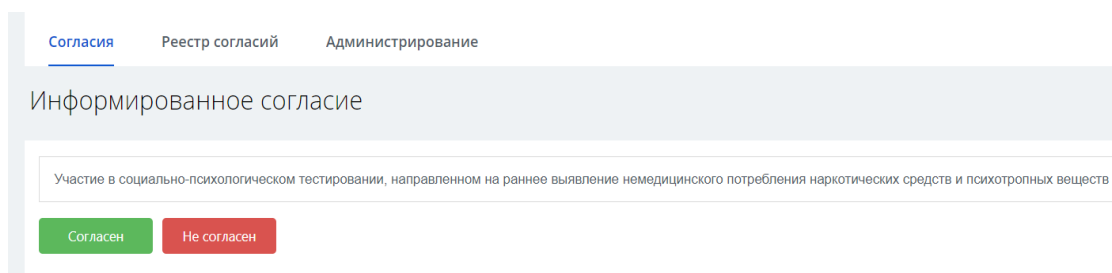 Согласия Реестр согласий Администрирование
Информированное согласие
Участие в социально-психологическом тестировании, направленном на раннее выявление немедицинского потребления наркотических средств и психотропных веществ
Согласен Не согласен